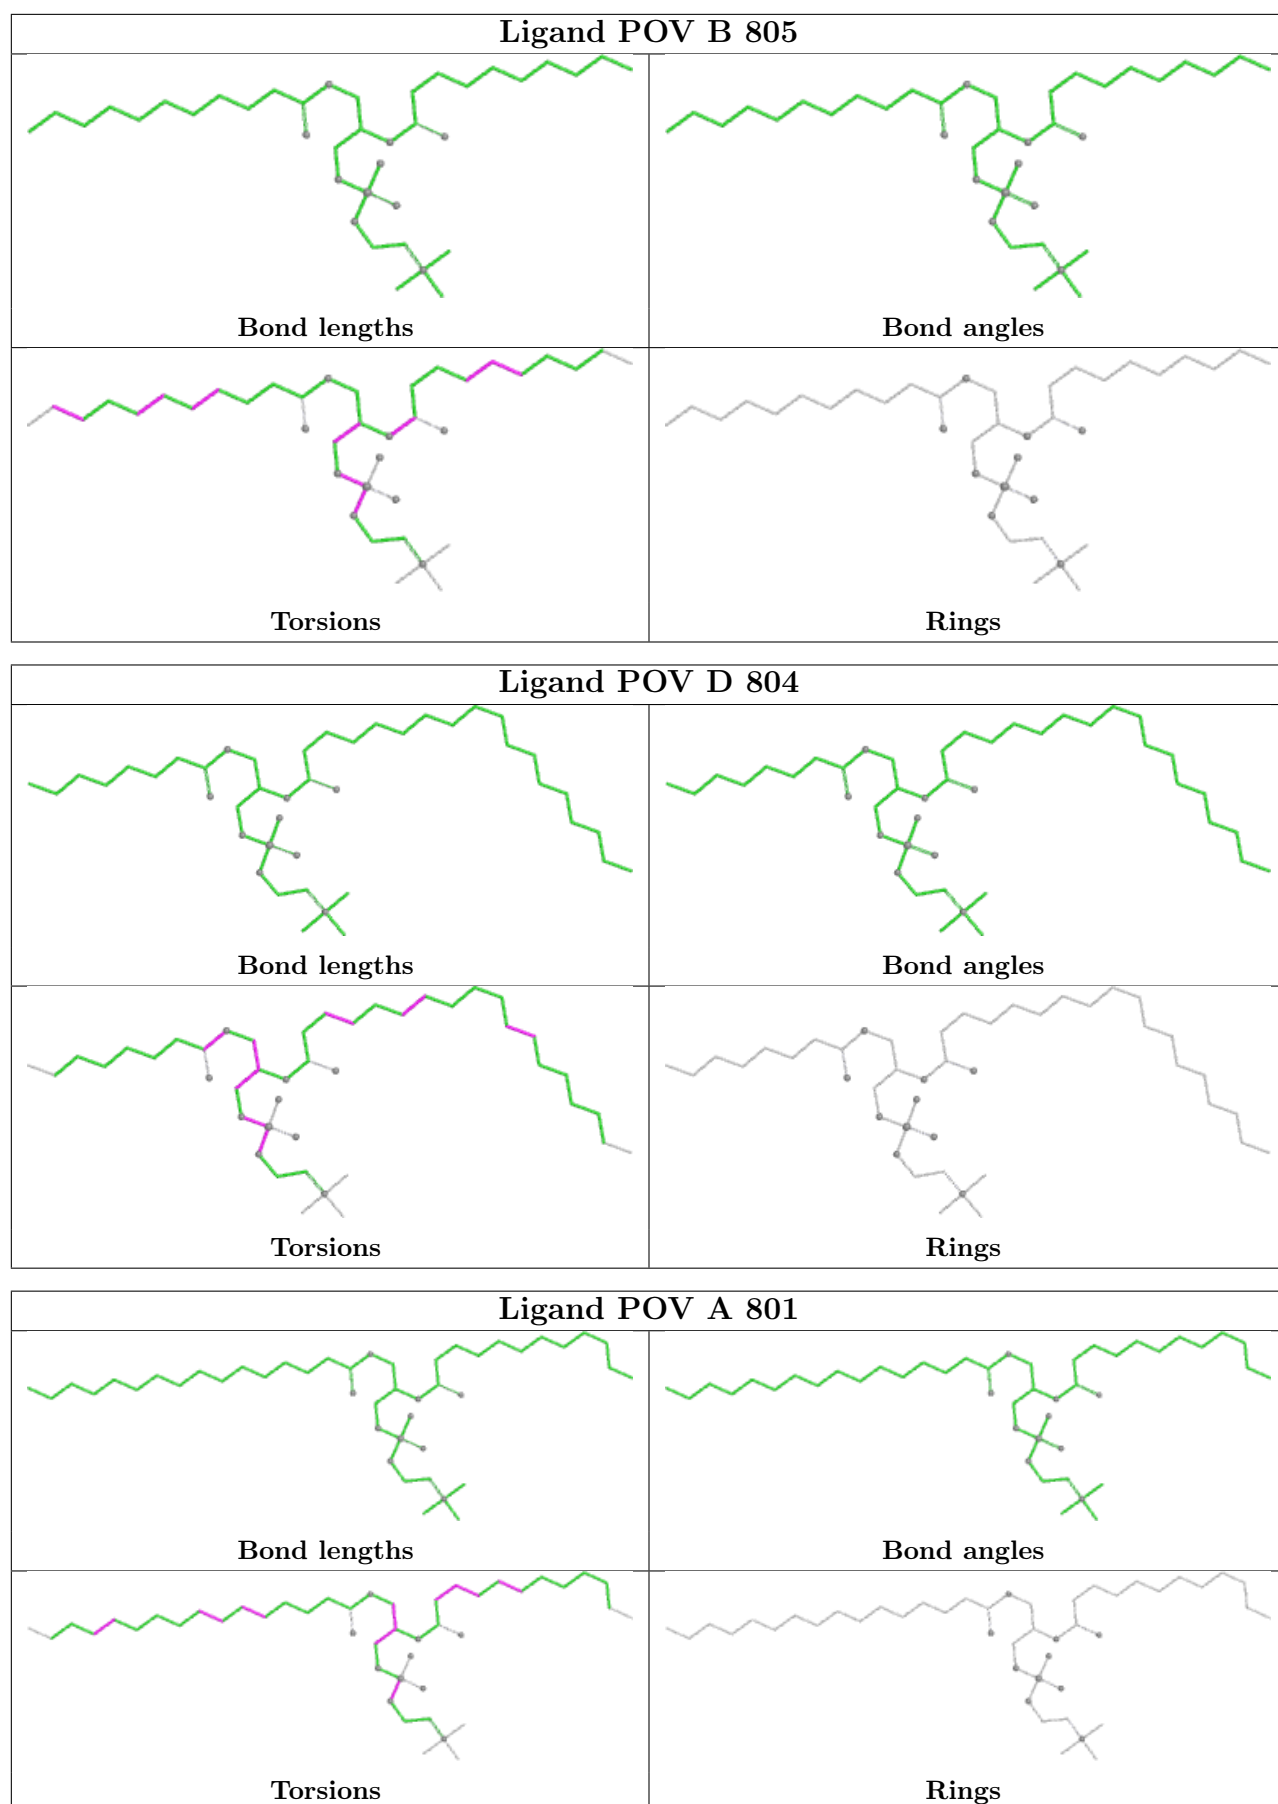 Ligand POV B 805
Bond lengths
Bond angles
Torsions
Rings
Ligand POV D 804
Bond lengths
Bond angles
Torsions
Rings
Ligand POV A 801
Bond lengths
Bond angles
Torsions
Rings